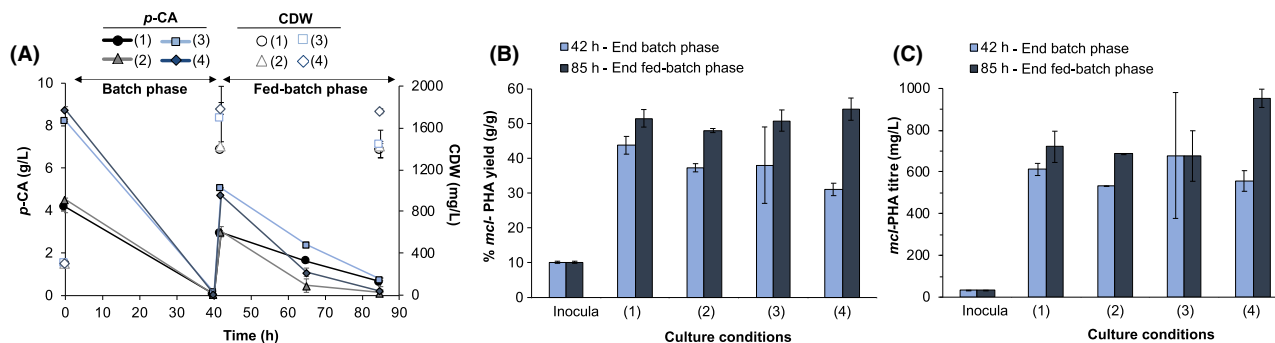 (A)
p-CA CDW
(1) (3) (1) (3)
(2) (4) (2) (4)
Batch phase Fed-batch phase
p-CA (g/L)
10
8
6
4
2
0
2000
1600
1200
800
400
0
CDW (mg/L)
0 10 20 30 40 50 60 70 80 90
Time (h)
(B)
42 h - End batch phase
85 h - End fed-batch phase
% mcl- PHA yield (g/g)
60
50
40
30
20
10
0
Inocula (1) (2) (3) (4)
Culture conditions
(C)
42 h - End batch phase
85 h - End fed-batch phase
mcl-PHA titre (mg/L)
1000
800
600
400
200
0
Inocula (1) (2) (3) (4)
Culture conditions